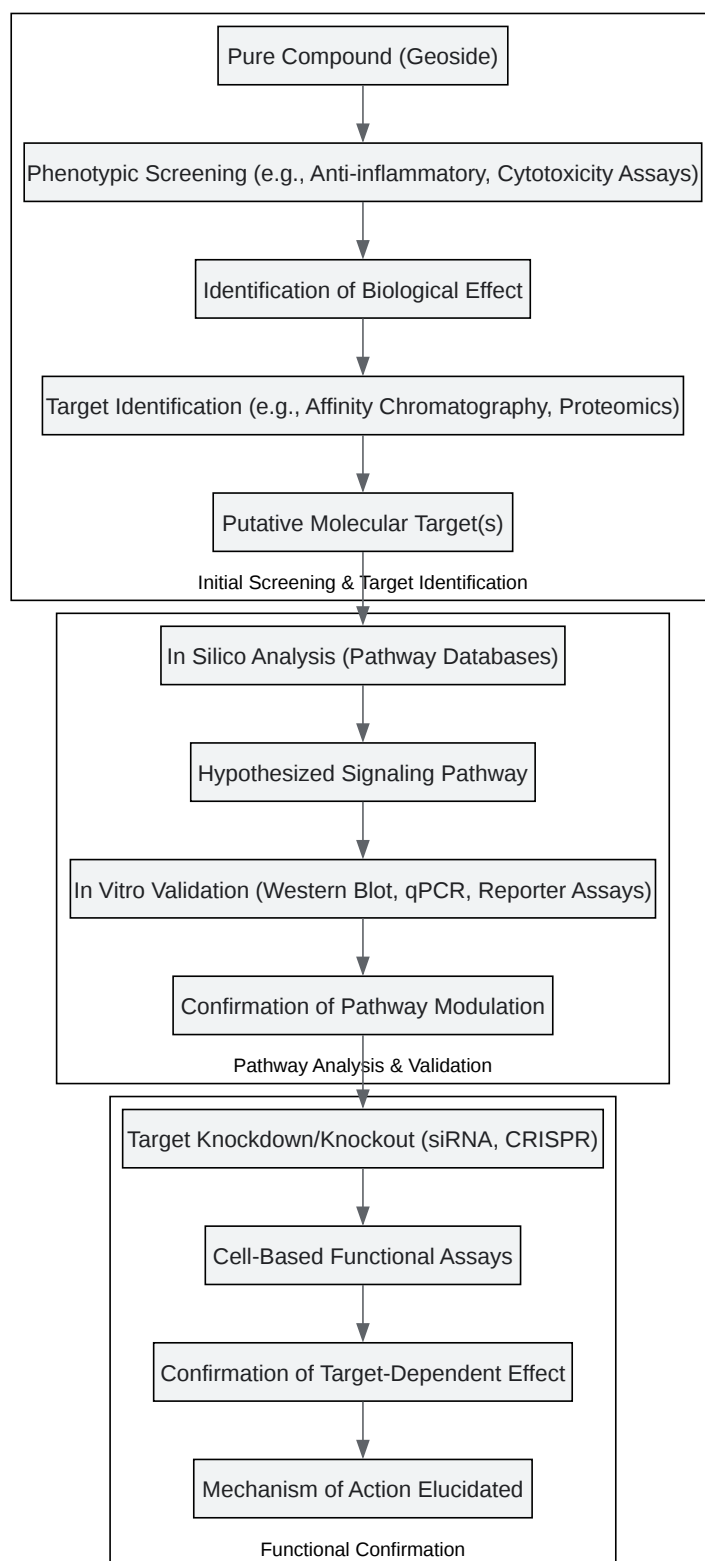 Pure Compound (Geoside)
Phenotypic Screening (e.g., Anti-inflammatory, Cytotoxicity Assays)
Identification of Biological Effect
Target Identification (e.g., Affinity Chromatography, Proteomics)
Putative Molecular Target(s)
Initial Screening & Target Identification
In Silico Analysis (Pathway Databases)
Hypothesized Signaling Pathway
In Vitro Validation (Western Blot, qPCR, Reporter Assays)
Confirmation of Pathway Modulation
Pathway Analysis & Validation
Target Knockdown/Knockout (siRNA, CRISPR)
Cell-Based Functional Assays
Confirmation of Target-Dependent Effect
Mechanism of Action Elucidated
Functional Confirmation